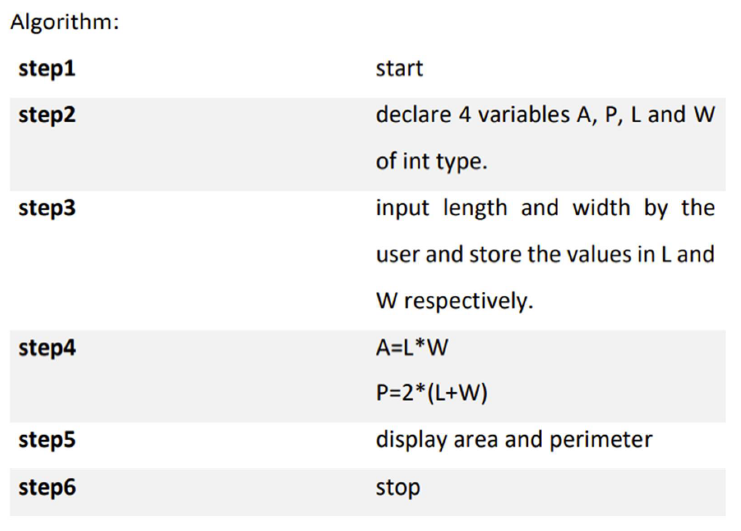 Algorithm:
step1 start
step2 declare 4 variables A, P, L and W
of int type.
step3 input length and width by the
user and store the values in L and
W respectively.
step4 A=L*W
P=2*(L+W)
step5 display area and perimeter
step6 stop